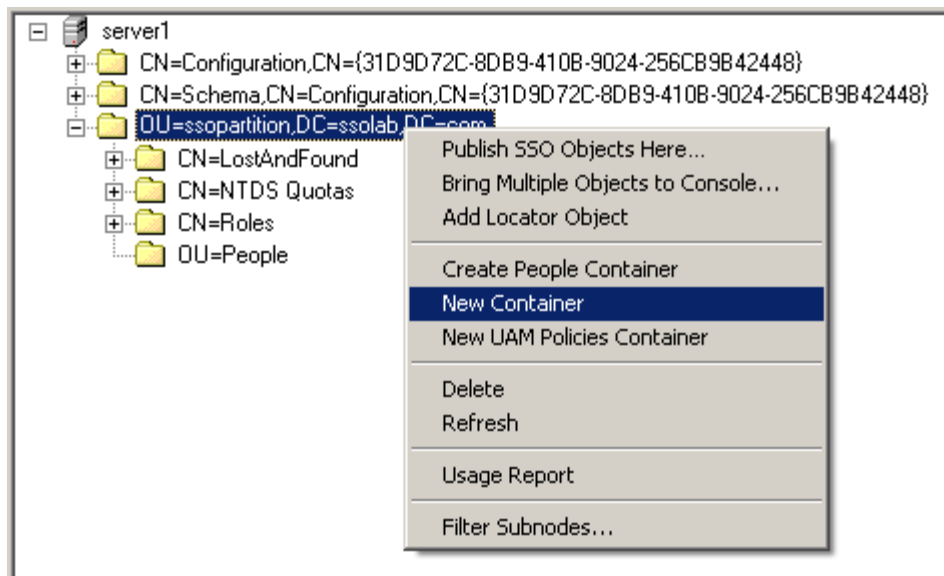 server1
CN=Configuration,CN={31D9D72C-8DB9-410B-9024-256CB9B42448}
CN=Schema,CN=Configuration,CN={31D9D72C-8DB9-410B-9024-256CB9B42448}
OU=ssopartition,DC=ssolab,DC=com
CN=LostAndFound
CN=NTDS Quotas
CN=Roles
OU=People
Publish SSO Objects Here...
Bring Multiple Objects to Console...
Add Locator Object
Create People Container
New Container
New UAM Policies Container
Delete
Refresh
Usage Report
Filter Subnodes...